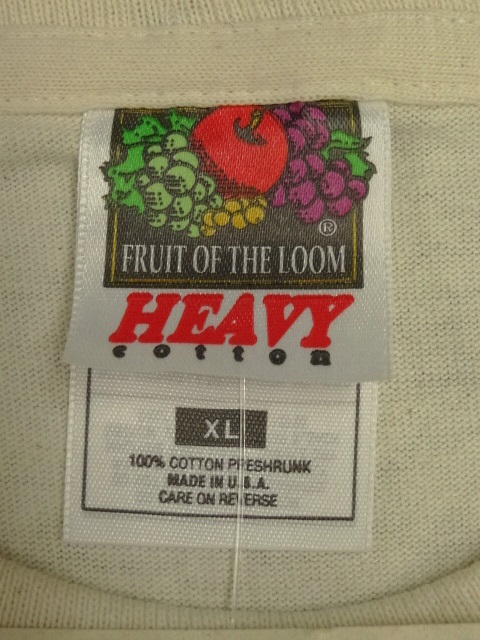 ®
FRUIT OF THE LOOM
HEAVY
cotton
XL
100% COTTON PRESHRUNK
MADE IN U.S.A.
CARE ON REVERSE